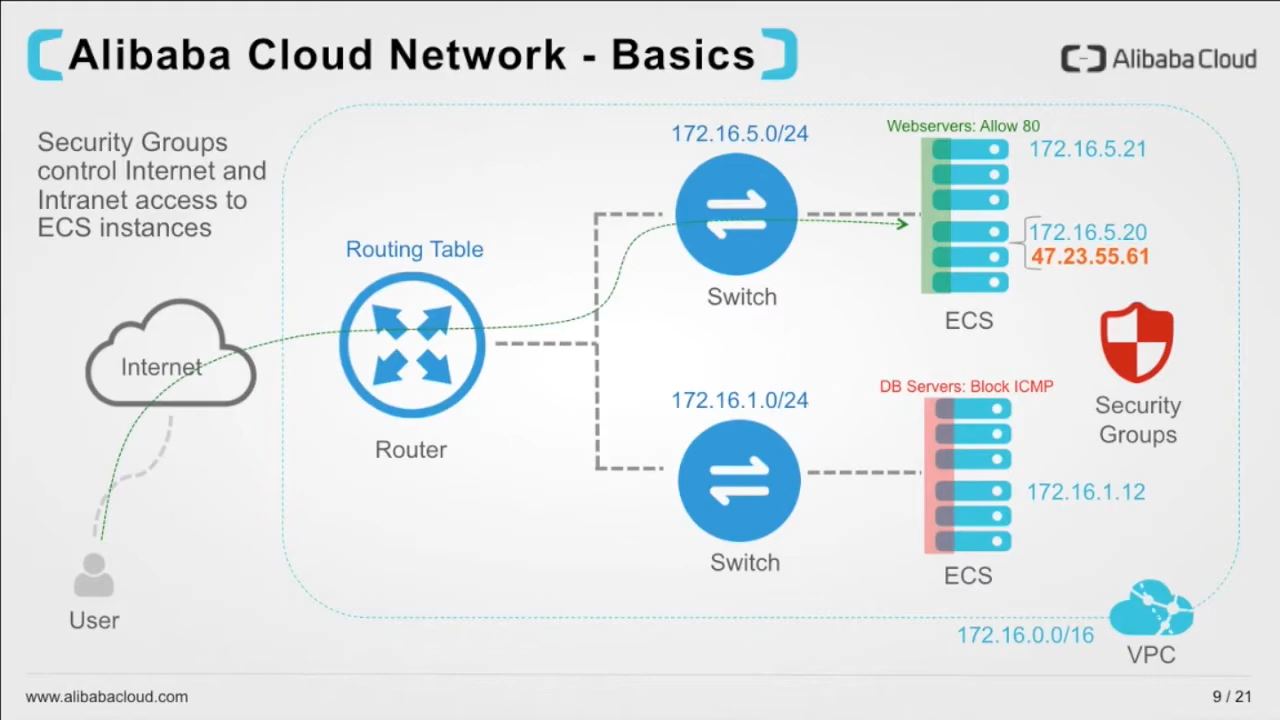 Alibaba Cloud Network - Basics
Alibaba Cloud
Security Groups
control Internet and
Intranet access to
ECS instances
172.16.5.0/24
Webservers: Allow 80
172.16.5.21
Routing Table
172.16.5.20
47.23.55.61
Switch
ECS
Internet
Router
172.16.1.0/24
DB Servers: Block ICMP
Security
Groups
172.16.1.12
Switch
ECS
User
172.16.0.0/16
VPC
www.alibabacloud.com
9 / 21